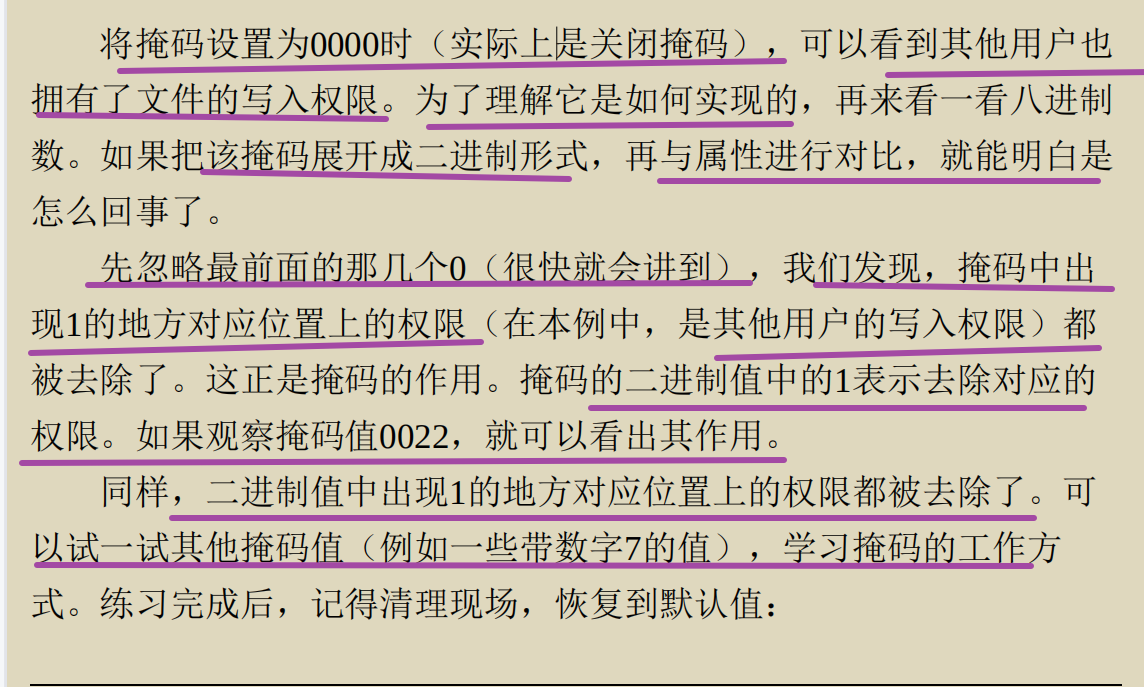 将掩码设置为0000时（实际上是关闭掩码），可以看到其他用户也
拥有了文件的写入权限。为了理解它是如何实现的，再来看一看八进制
数。如果把该掩码展开成二进制形式，再与属性进行对比，就能明白是
怎么回事了。
先忽略最前面的那几个0（很快就会讲到），我们发现，掩码中出
现1的地方对应位置上的权限（在本例中，是其他用户的写入权限）都
被去除了。这正是掩码的作用。掩码的二进制值中的1表示去除对应的
权限。如果观察掩码值0022，就可以看出其作用。
同样，二进制值中出现1的地方对应位置上的权限都被去除了。可
以试一试其他掩码值（例如一些带数字7的值），学习掩码的工作方
式。练习完成后，记得清理现场，恢复到默认值：